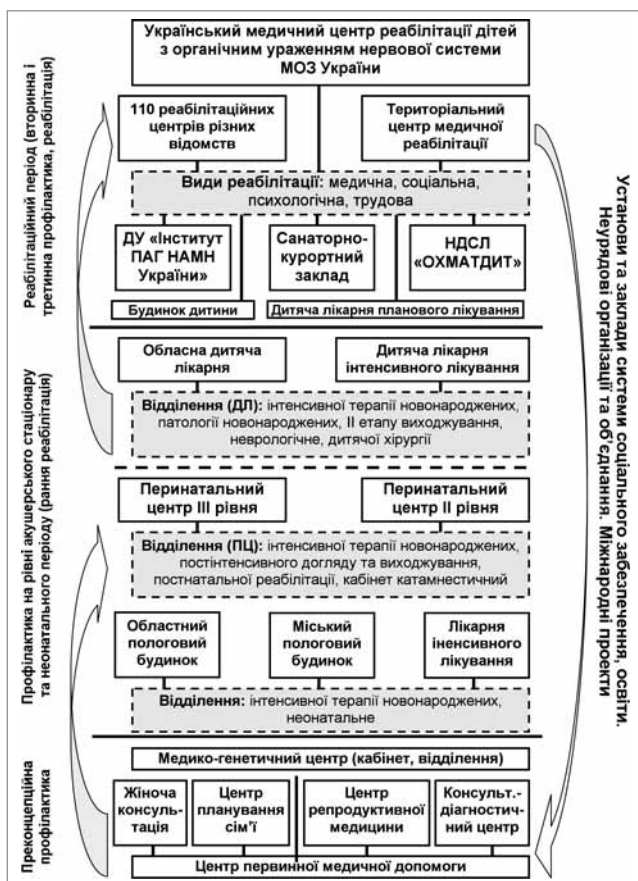 Український медичний центр реабілітації дітей
з органічним ураженням нервової системи
МОЗ України
110 реабілітаційних
центрів різних
відомств
Територіальний
центр медичної
реабілітації
Види реабілітації: медична, соціальна,
психологічна, трудова
ДУ «Інститут
ПАГ НАМН
України»
Санаторно-
курортний
заклад
НДСЛ
«ОХМАТДИТ»
Будинок дитини
Дитяча лікарня планового лікування
Реабілітаційний період (вторинна і
третинна профілактика, реабілітація)
Обласна дитяча
лікарня
Дитяча лікарня
інтенсивного лікування
Відділення (ДЛ): інтенсивної терапії новонароджених,
патології новонароджених, ІІ етапу виходжування,
неврологічне, дитячої хірургії
Перинатальний
центр ІІІ рівня
Перинатальний
центр ІІ рівня
Відділення (ПЦ): інтенсивної терапії новонароджених,
постінтенсивного догляду та виходжування,
постнатальної реабілітації, кабінет катамнестичний
Областний
пологовий
будинок
Міський
пологовий
будинок
Лікарня
іненсивного
лікування
Відділення: інтенсивної терапії новонароджених,
неонатальне
Профілактика на рівні акушерського стаціонару
та неонатального періоду (рання реабілітація)
Медико-генетичний центр (кабінет, відділення)
Жіноча
консуль-
тація
Центр
планування
сім’ї
Центр
репродуктивної
медицини
Консульт.-
діагностич-
ний центр
Центр первинної медичної допомоги
Преконцепційна
профілактика
Установи та заклади системи соціального забезпечення, освіти.
Неурядові організації та об’єднання. Міжнародні проекти